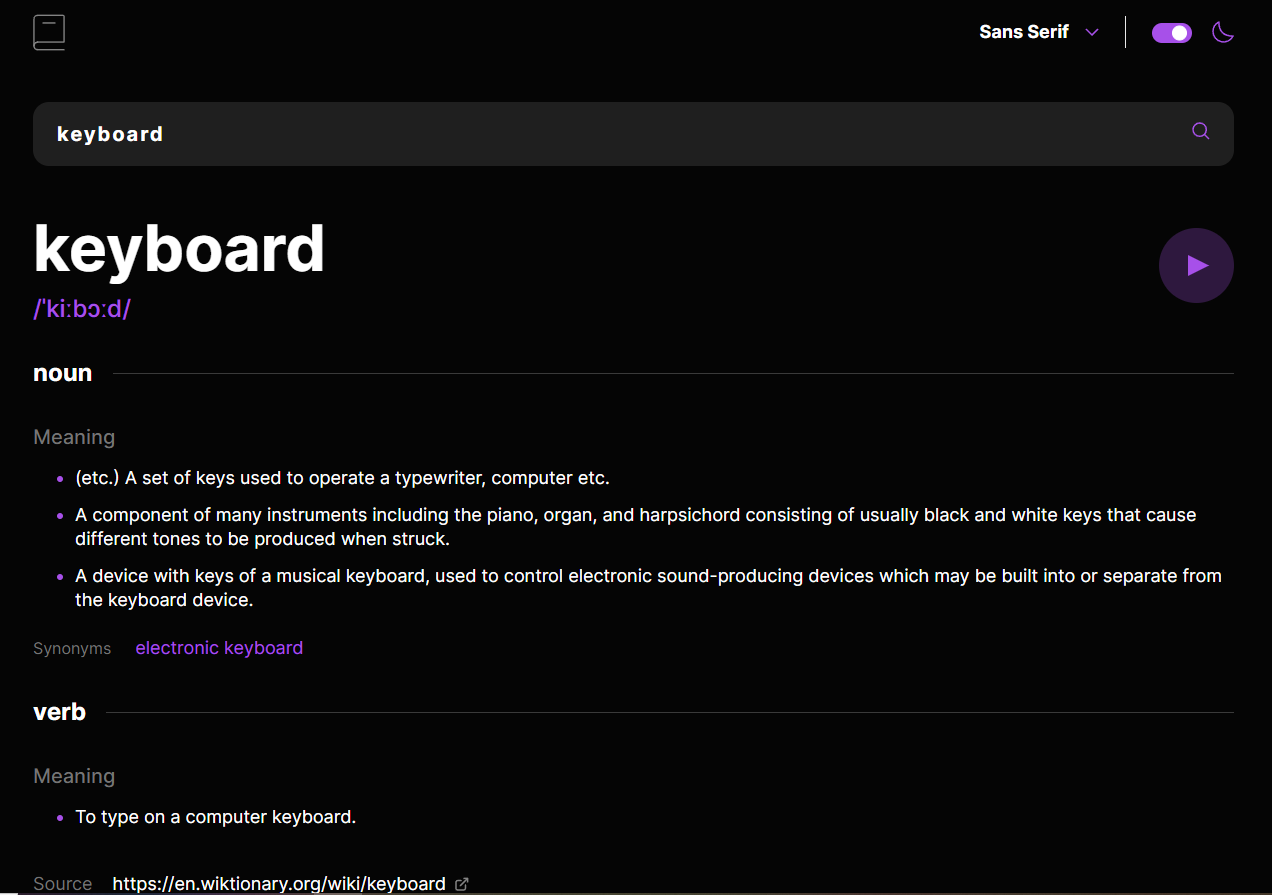 Sans Serif
keyboard
keyboard
/ˈkiːbɔːd/
noun
Meaning
(etc.) A set of keys used to operate a typewriter, computer etc.
A component of many instruments including the piano, organ, and harpsichord consisting of usually black and white keys that cause
different tones to be produced when struck.
A device with keys of a musical keyboard, used to control electronic sound-producing devices which may be built into or separate from
the keyboard device.
Synonyms electronic keyboard
verb
Meaning
To type on a computer keyboard.
Source https://en.wiktionary.org/wiki/keyboard